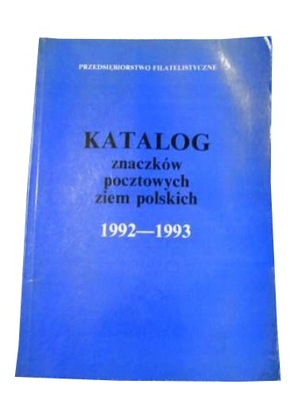 PRZEDSIĘBIORSTWO FILATELISTYCZNE
KATALOG
znaczków
pocztowych
ziem polskich
1992—1993